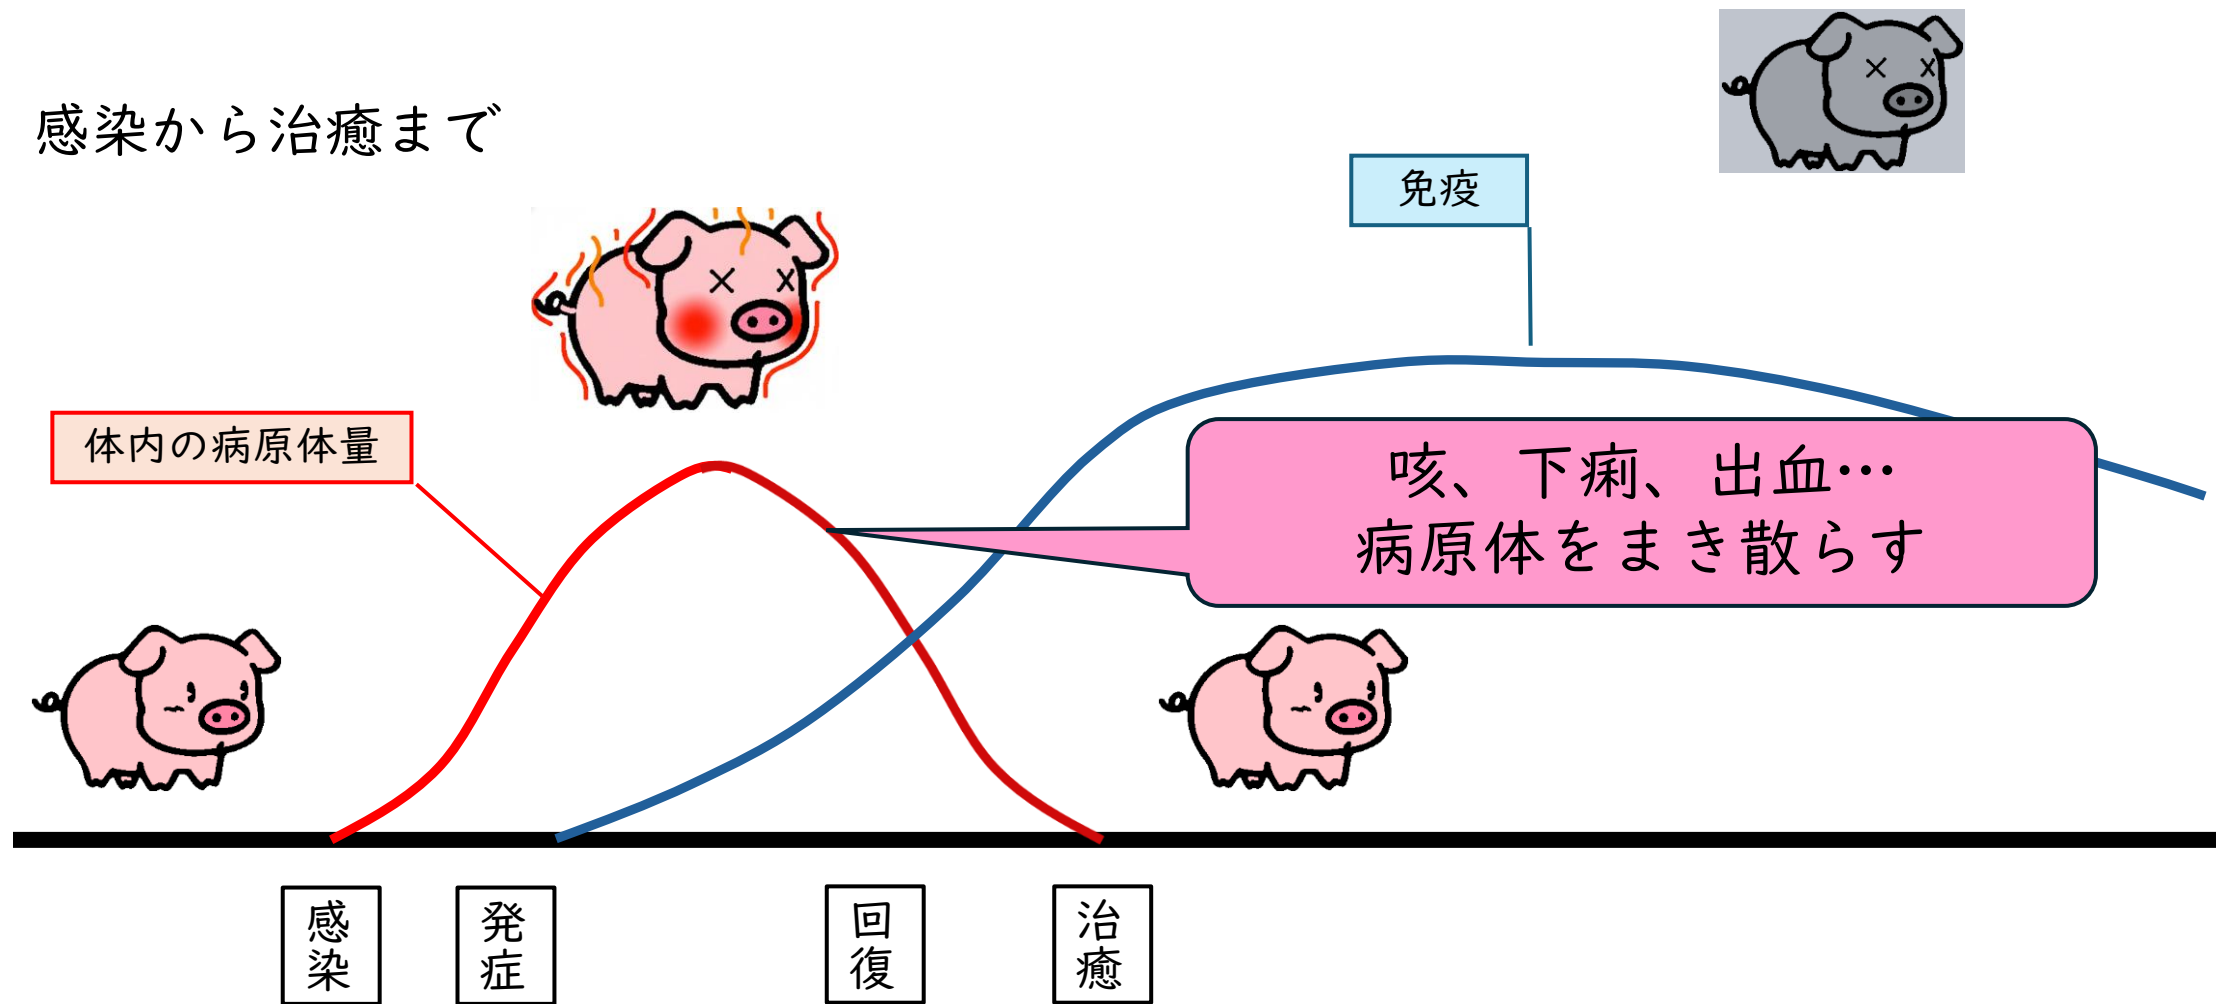 感染から治癒まで
免疫
体内の病原体量
咳、下痢、出血…
病原体をまき散らす
感染
発症
回復
治癒